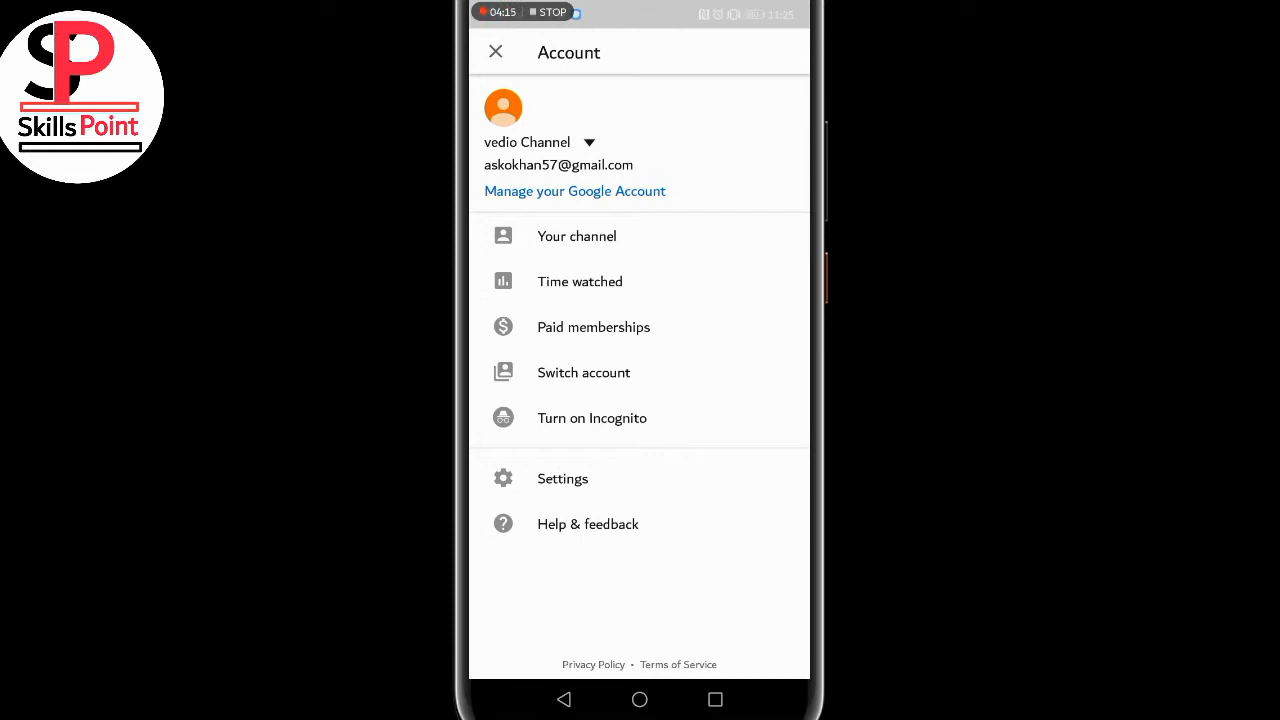 SP
Skills Point
04:15 STOP
11:25
Account
vedio Channel
askokhan57@gmail.com
Manage your Google Account
Your channel
Time watched
Paid memberships
Switch account
Turn on Incognito
Settings
Help & feedback
Privacy Policy • Terms of Service